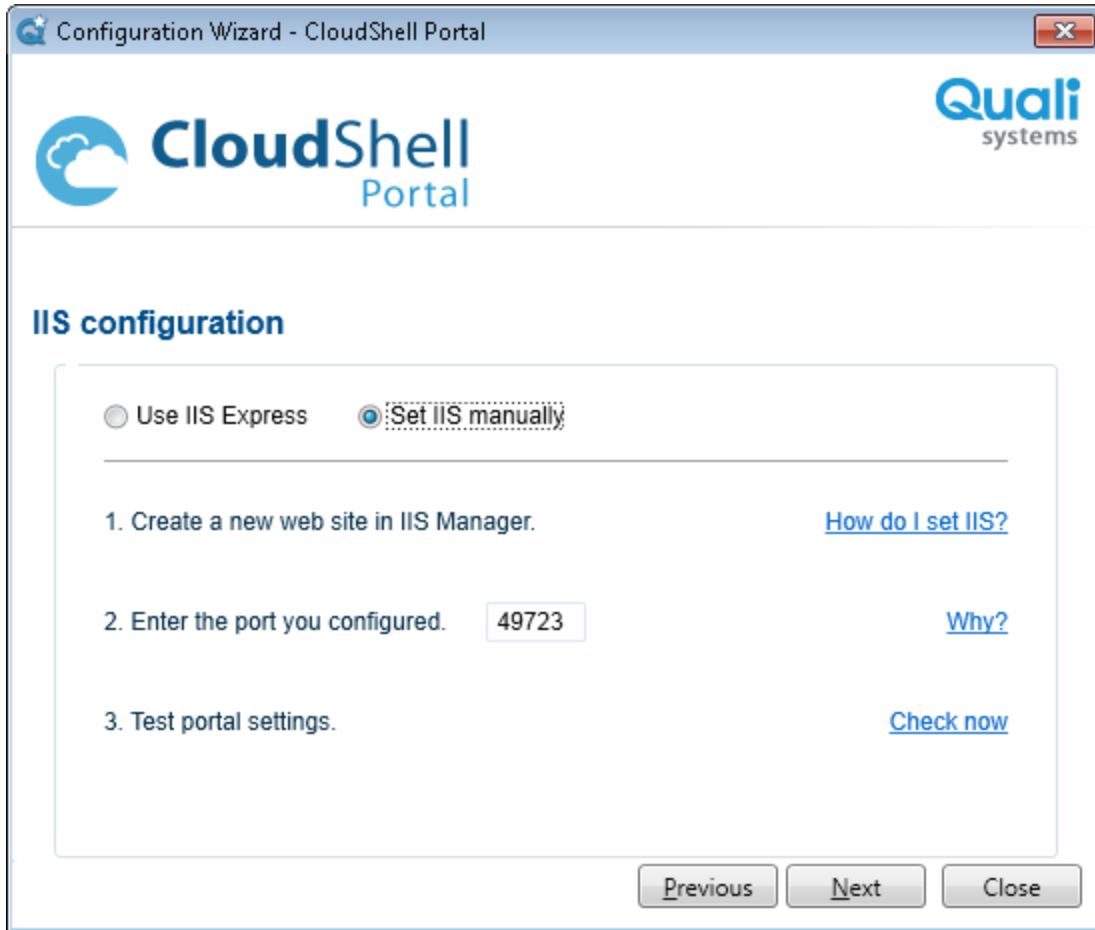 Configuration Wizard - CloudShell Portal
Quali
systems
CloudShell
Portal
IIS configuration
Use IIS Express Set IIS manually
1. Create a new web site in IIS Manager. How do I set IIS?
2. Enter the port you configured. 49723 Why?
3. Test portal settings. Check now
Previous Next Close